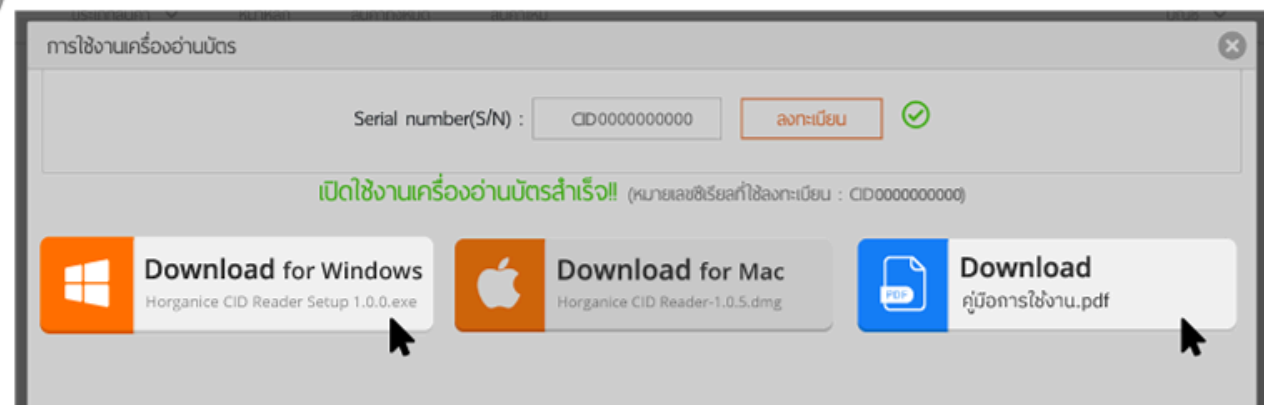 การใช้งานเครื่องอ่านบัตร
Serial number(S/N) : CID0000000000 ลงทะเบียน
เปิดใช้งานเครื่องอ่านบัตรสำเร็จ!! (หมายเลขซีเรียลที่ใช้ลงทะเบียน : CID0000000000)
Download for Windows
Horganice CID Reader Setup 1.0.0.exe
Download for Mac
Horganice CID Reader-1.0.5.dmg
PDF
Download
คู่มือการใช้งาน.pdf